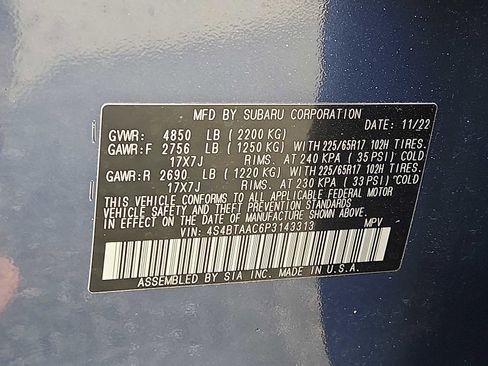 MFD BY SUBARU CORPORATION
DATE: 11/22
GVWR: 4850 LB (2200 KG)
GAWR:F 2756 LB (1250 KG) WITH 225/65R17 102H TIRES.
17X7J RIMS. AT 240 KPA (35 PSI) COLD
GAWR:R 2690 LB (1220 KG) WITH 225/65R17 102H TIRES.
17X7J RIMS. AT 230 KPA (33 PSI) COLD
THIS VEHICLE CONFORMS TO ALL APPLICABLE FEDERAL MOTOR
VEHICLE SAFETY, BUMPER, AND THEFT PREVENTION STANDARDS
IN EFFECT ON THE DATE OF MANUFACTURE SHOWN ABOVE.
VIN: 4S4BTAAC6P3143313 MPV
ASSEMBLED BY SIA INC. MADE IN U.S.A.